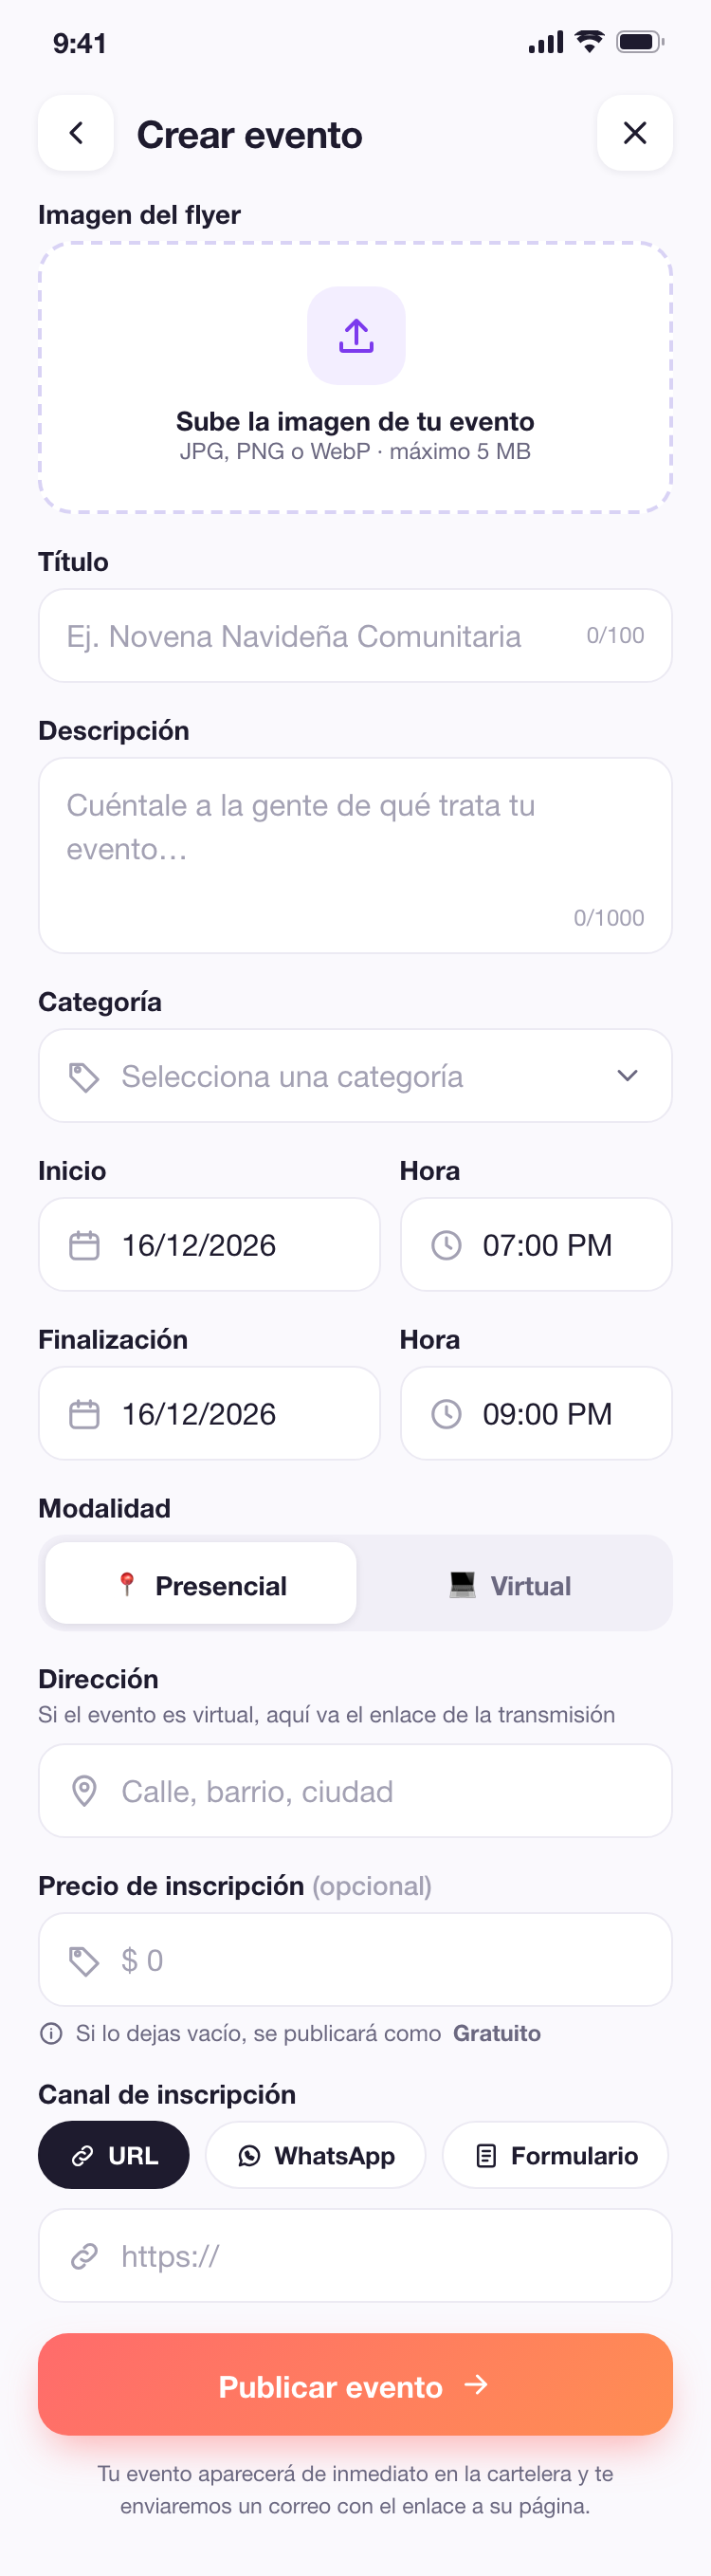 9:41
Crear evento
Imagen del flyer
Sube la imagen de tu evento
JPG, PNG o WebP · máximo 5 MB
Título
Ej. Novena Navideña Comunitaria 0/100
Descripción
Cuéntale a la gente de qué trata tu
evento...
0/1000
Categoría
Selecciona una categoría
Inicio Hora
16/12/2026 07:00 PM
Finalización Hora
16/12/2026 09:00 PM
Modalidad
Presencial Virtual
Dirección
Si el evento es virtual, aquí va el enlace de la transmisión
Calle, barrio, ciudad
Precio de inscripción (opcional)
$ 0
Si lo dejas vacío, se publicará como Gratuito
Canal de inscripción
URL WhatsApp Formulario
https://
Publicar evento →
Tu evento aparecerá de inmediato en la cartelera y te
enviaremos un correo con el enlace a su página.